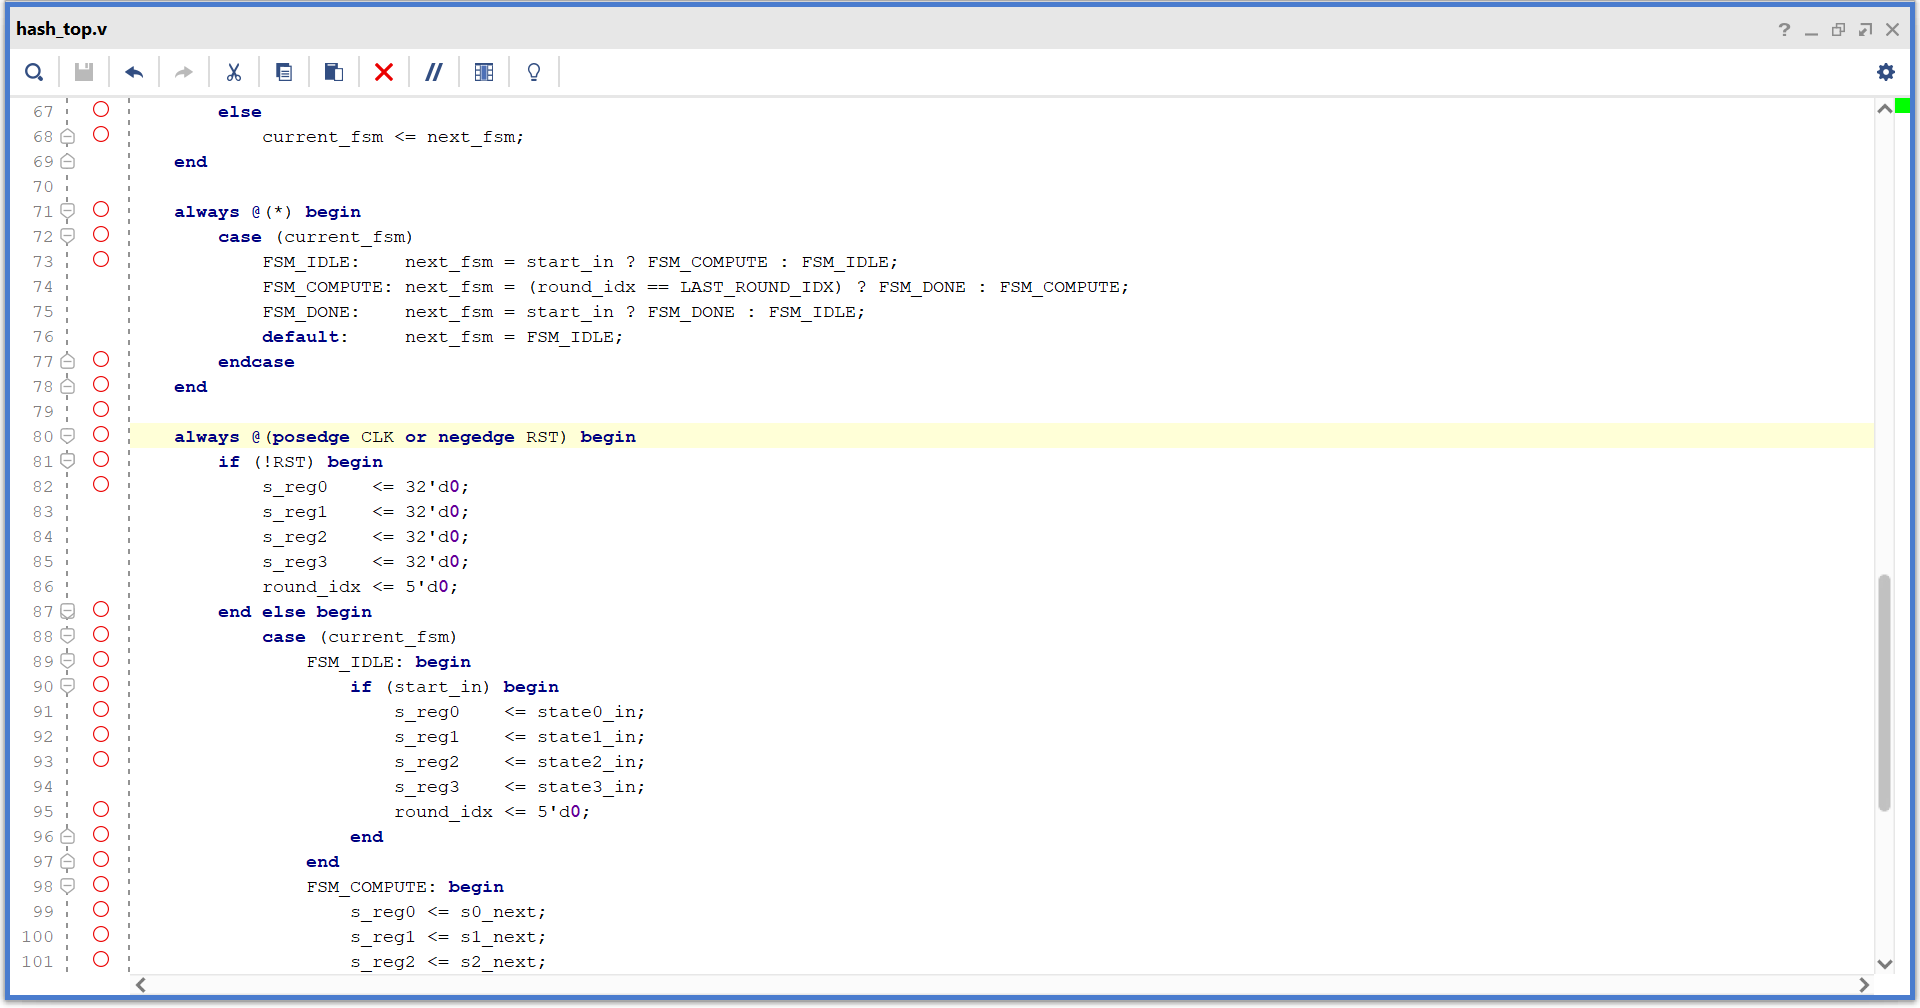 hash_top.v
67 else
68 current_fsm <= next_fsm;
69 end
70
71 always @(*) begin
72 case (current_fsm)
73 FSM_IDLE:    next_fsm = start_in ? FSM_COMPUTE : FSM_IDLE;
74 FSM_COMPUTE: next_fsm = (round_idx == LAST_ROUND_IDX) ? FSM_DONE : FSM_COMPUTE;
75 FSM_DONE:    next_fsm = start_in ? FSM_DONE : FSM_IDLE;
76 default:     next_fsm = FSM_IDLE;
77 endcase
78 end
79
80 always @(posedge CLK or negedge RST) begin
81 if (!RST) begin
82 s_reg0    <= 32'd0;
83 s_reg1    <= 32'd0;
84 s_reg2    <= 32'd0;
85 s_reg3    <= 32'd0;
86 round_idx <= 5'd0;
87 end else begin
88 case (current_fsm)
89 FSM_IDLE: begin
90 if (start_in) begin
91 s_reg0    <= state0_in;
92 s_reg1    <= state1_in;
93 s_reg2    <= state2_in;
94 s_reg3    <= state3_in;
95 round_idx <= 5'd0;
96 end
97 end
98 FSM_COMPUTE: begin
99 s_reg0 <= s0_next;
100 s_reg1 <= s1_next;
101 s_reg2 <= s2_next;